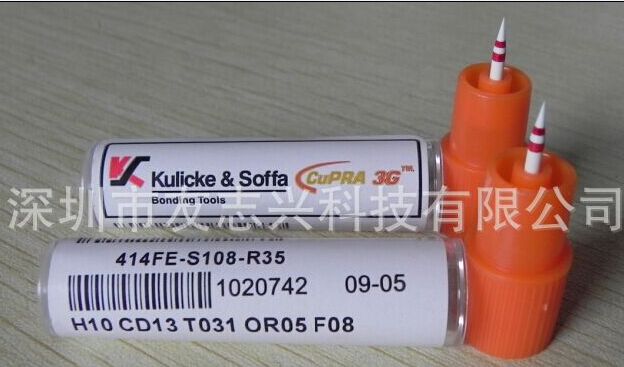 Kulicke & Soffa
Bonding Tools
CuPRA 3G™
深圳市友志兴科技有限公司
414FE-S108-R35
1020742 09-05
H10 CD13 T031 OR05 F08